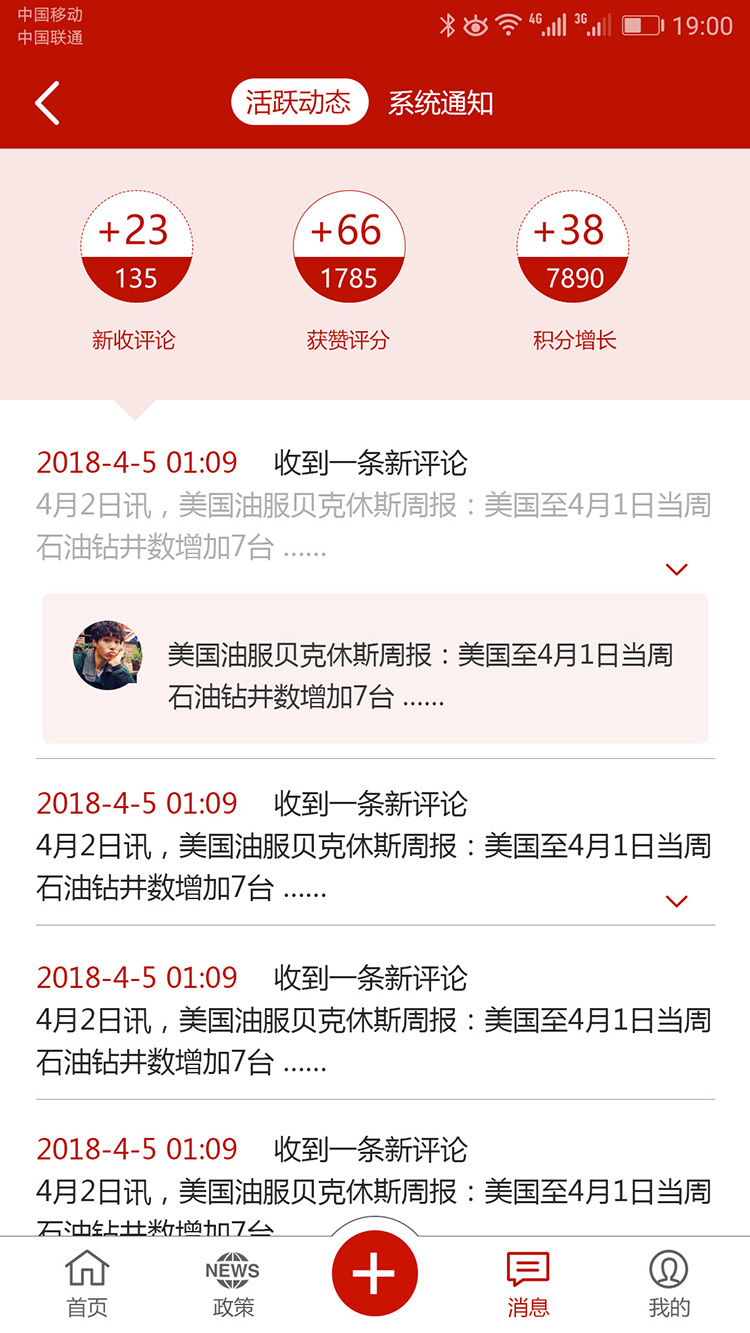 中国移动
中国联通
4G
3G
19:00
活跃动态 系统通知
+23 +66 +38
135 1785 7890
新收评论 获赞评分 积分增长
2018-4-5 01:09 收到一条新评论
4月2日讯，美国油服贝克休斯周报：美国至4月1日当周
石油钻井数增加7台 ......
美国油服贝克休斯周报：美国至4月1日当周
石油钻井数增加7台 ......
2018-4-5 01:09 收到一条新评论
4月2日讯，美国油服贝克休斯周报：美国至4月1日当周
石油钻井数增加7台 ......
2018-4-5 01:09 收到一条新评论
4月2日讯，美国油服贝克休斯周报：美国至4月1日当周
石油钻井数增加7台 ......
2018-4-5 01:09 收到一条新评论
4月2日讯，美国油服贝克休斯周报：美国至4月1日当周
石油钻井数增加7台
NEWS
首页 政策 消息 我的